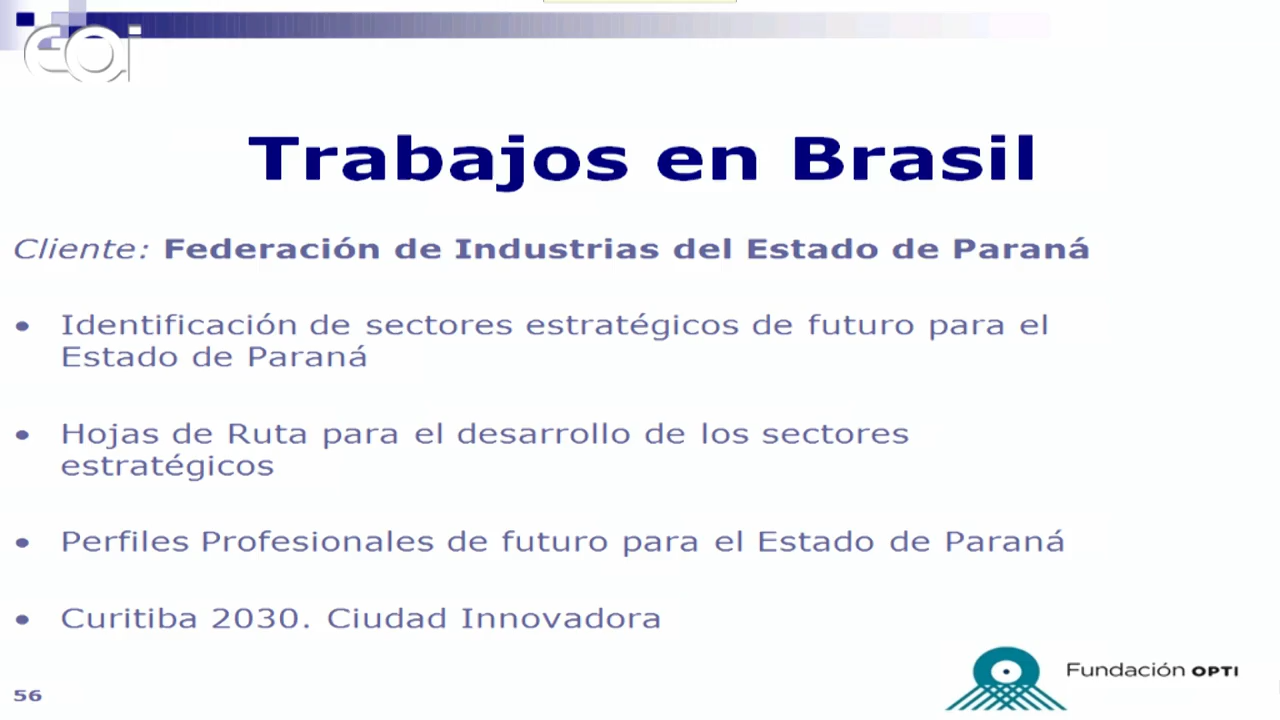 EOi
Trabajos en Brasil
Cliente: Federación de Industrias del Estado de Paraná
• Identificación de sectores estratégicos de futuro para el
Estado de Paraná
• Hojas de Ruta para el desarrollo de los sectores
estratégicos
• Perfiles Profesionales de futuro para el Estado de Paraná
• Curitiba 2030. Ciudad Innovadora
56
Fundación OPTI